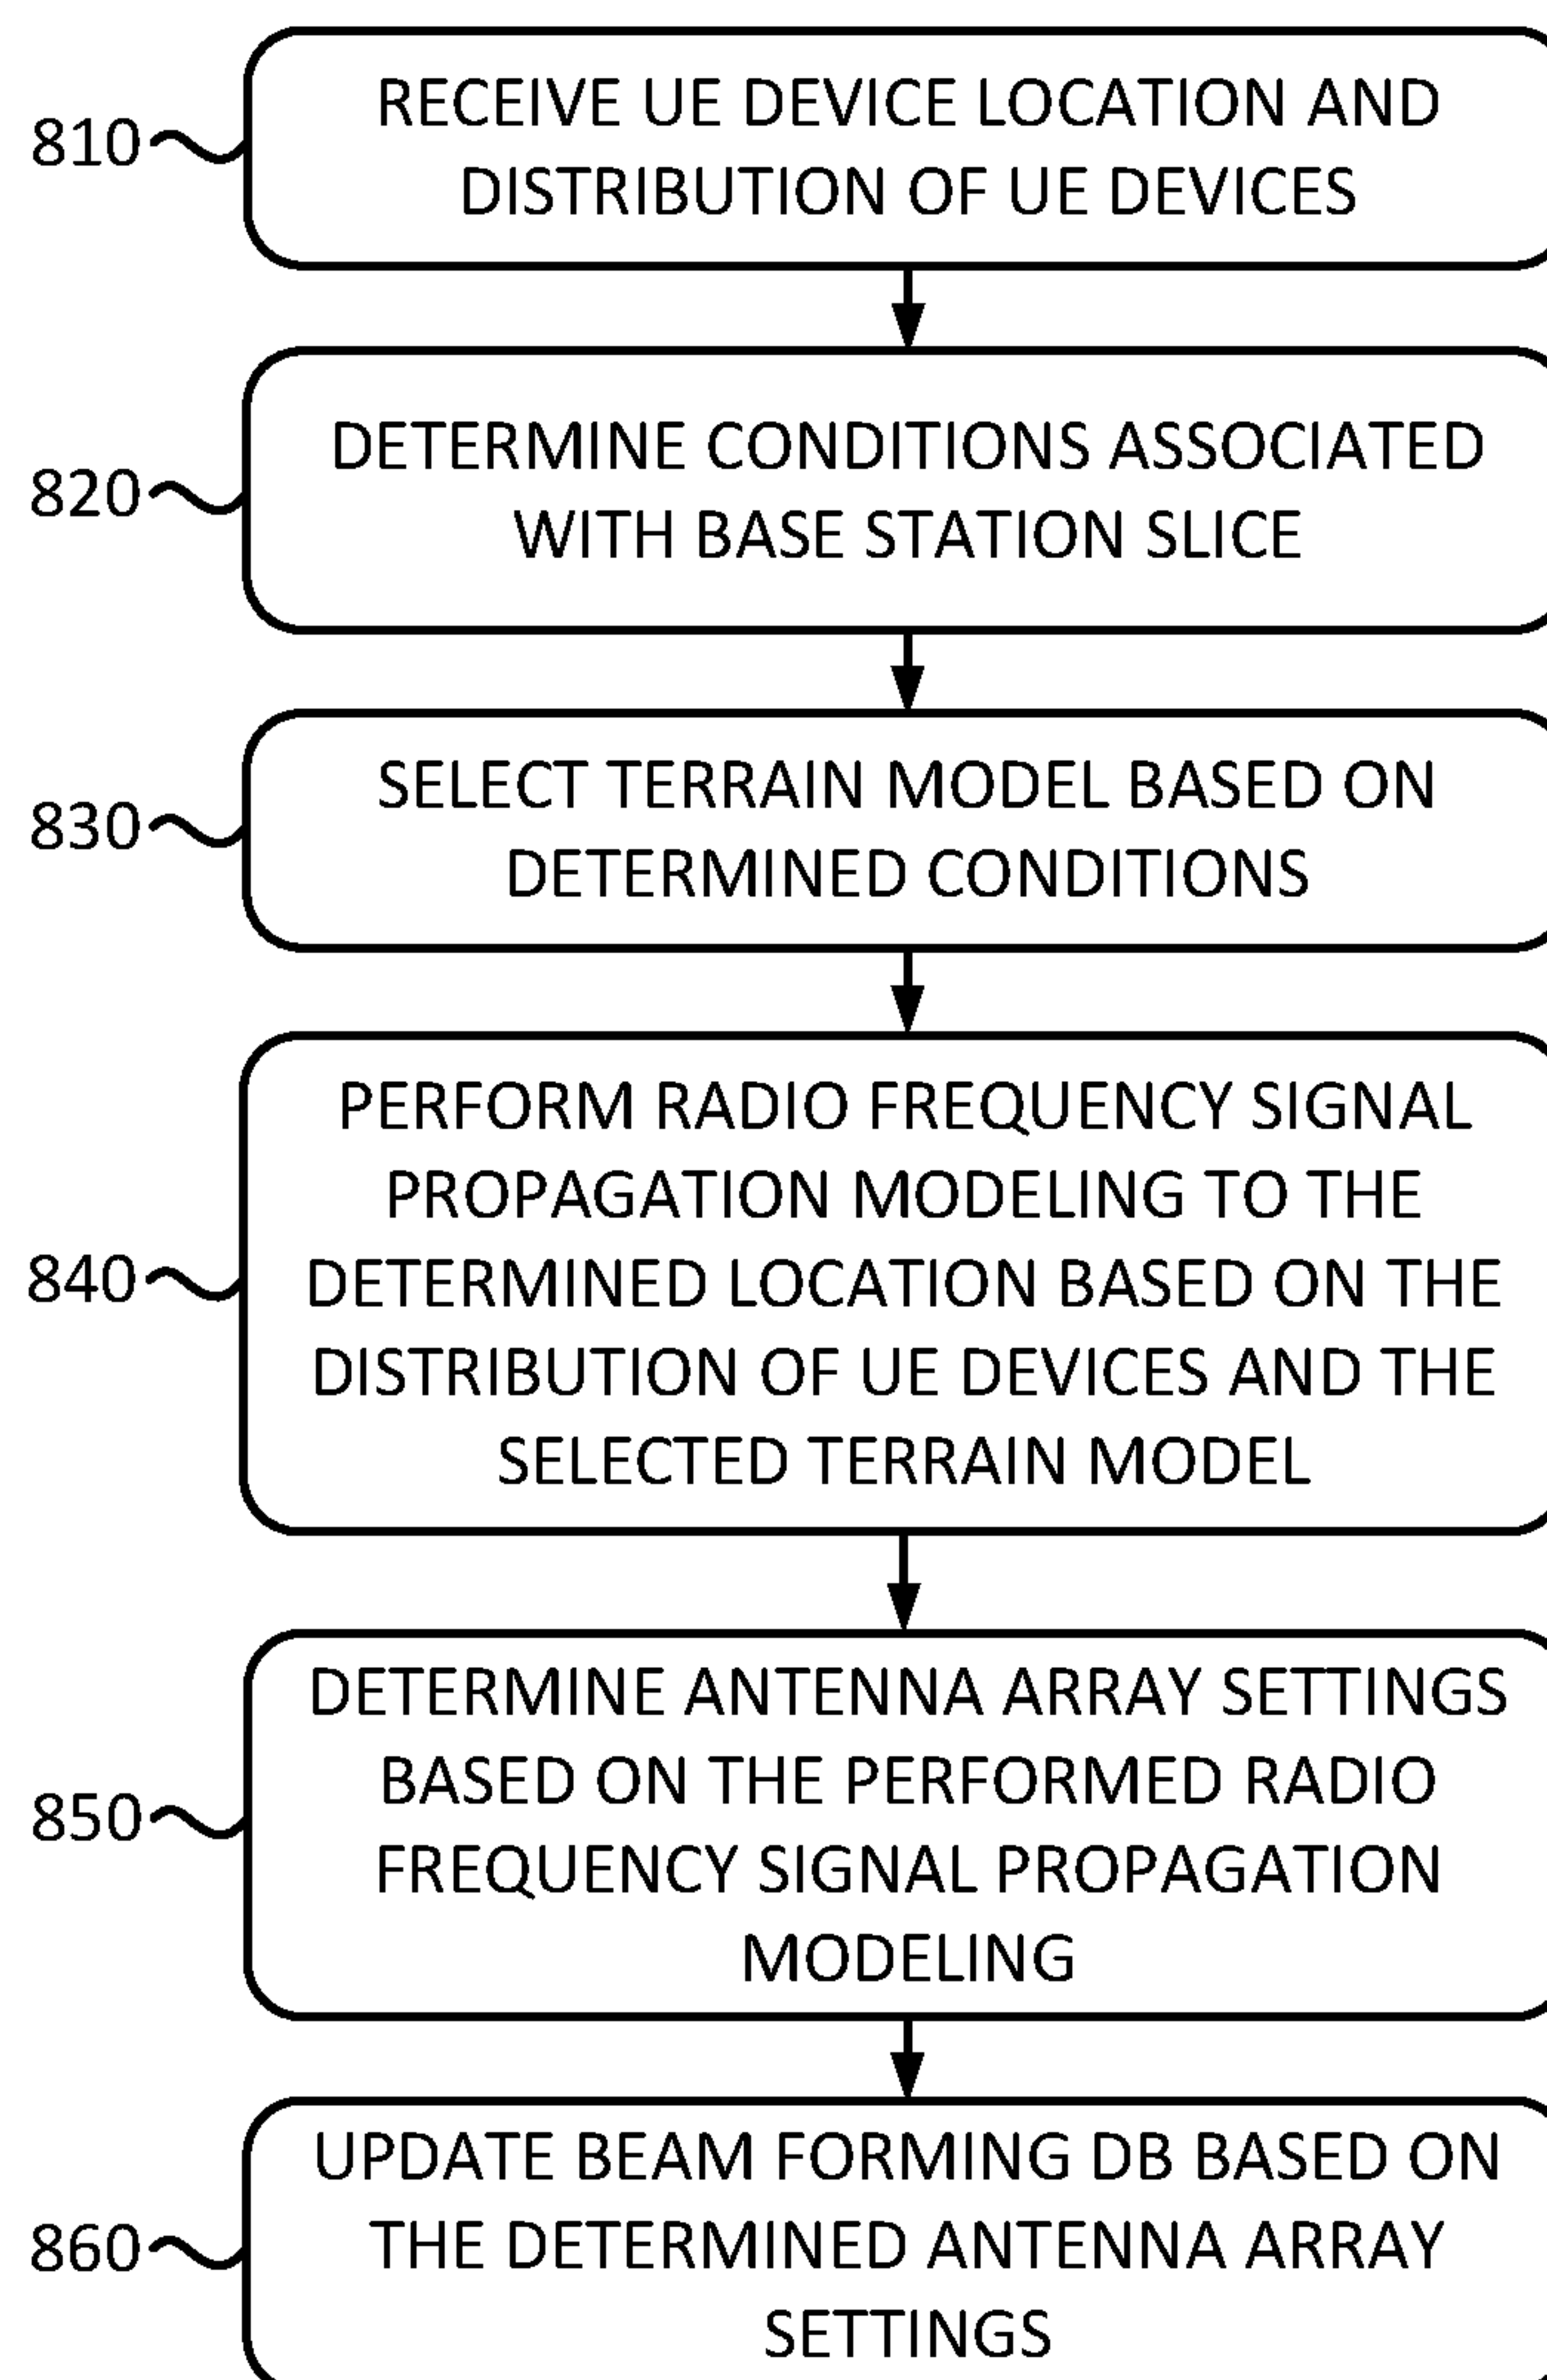 810
RECEIVE UE DEVICE LOCATION AND
DISTRIBUTION OF UE DEVICES
820
DETERMINE CONDITIONS ASSOCIATED
WITH BASE STATION SLICE
830
SELECT TERRAIN MODEL BASED ON
DETERMINED CONDITIONS
840
PERFORM RADIO FREQUENCY SIGNAL
PROPAGATION MODELING TO THE
DETERMINED LOCATION BASED ON THE
DISTRIBUTION OF UE DEVICES AND THE
SELECTED TERRAIN MODEL
850
DETERMINE ANTENNA ARRAY SETTINGS
BASED ON THE PERFORMED RADIO
FREQUENCY SIGNAL PROPAGATION
MODELING
860
UPDATE BEAM FORMING DB BASED ON
THE DETERMINED ANTENNA ARRAY
SETTINGS